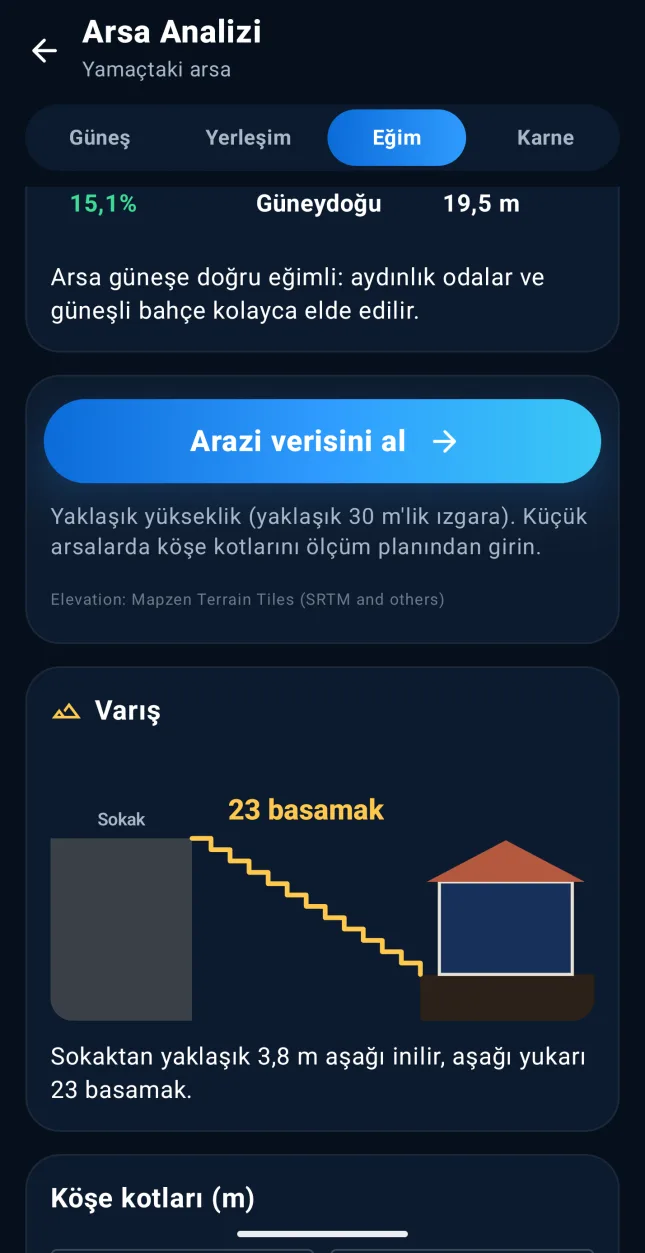 Arsa Analizi
Yamaçtaki arsa
Güneş Yerleşim Eğim Karne
15,1% Güneydoğu 19,5 m
Arsa güneşe doğru eğimli: aydınlık odalar ve
güneşli bahçe kolayca elde edilir.
Arazi verisini al →
Yaklaşık yükseklik (yaklaşık 30 m'lik ızgara). Küçük
arsalarda köşe kotlarını ölçüm planından girin.
Elevation: Mapzen Terrain Tiles (SRTM and others)
Varış
23 basamak
Sokak
Sokaktan yaklaşık 3,8 m aşağı inilir, aşağı yukarı
23 basamak.
Köşe kotları (m)